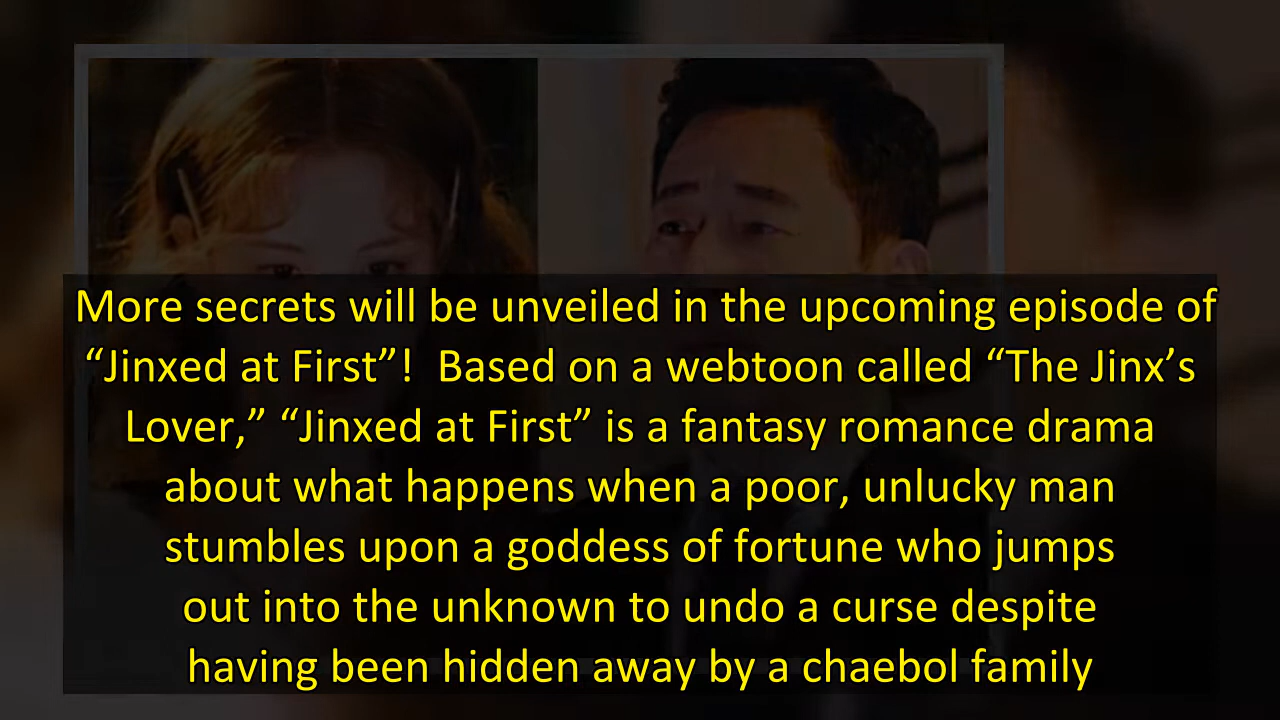 More secrets will be unveiled in the upcoming episode of
“Jinxed at First”!  Based on a webtoon called “The Jinx’s
Lover,” “Jinxed at First” is a fantasy romance drama
about what happens when a poor, unlucky man
stumbles upon a goddess of fortune who jumps
out into the unknown to undo a curse despite
having been hidden away by a chaebol family